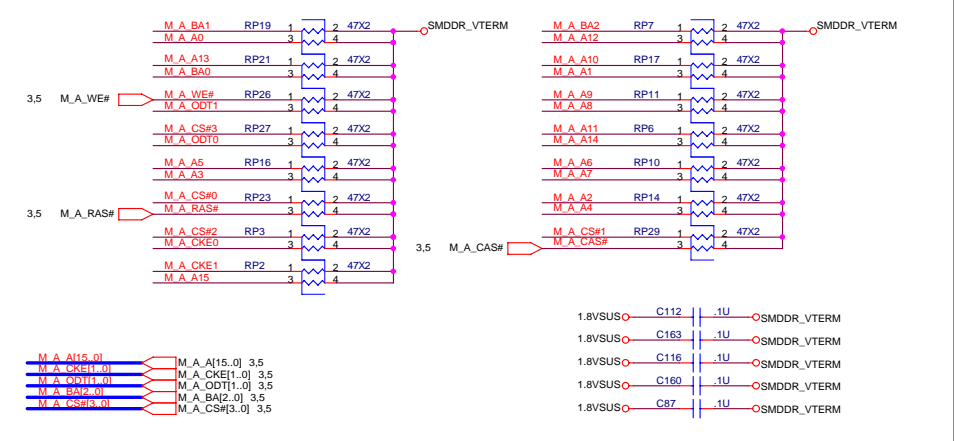 M_A_BA1 RP19 1 2 47X2 SMDDR_VTERM
M_A_A0 3 4
M_A_A13 RP21 1 2 47X2
M_A_BA0 3 4
3,5 M_A_WE# M_A_WE# RP26 1 2 47X2
M_A_ODT1 3 4
M_A_CS#3 RP27 1 2 47X2
M_A_ODT0 3 4
M_A_A5 RP16 1 2 47X2
M_A_A3 3 4
M_A_CS#0 RP23 1 2 47X2
3,5 M_A_RAS# M_A_RAS# 3 4
M_A_CS#2 RP3 1 2 47X2
M_A_CKE0 3 4
M_A_CKE1 RP2 1 2 47X2
M_A_A15 3 4
M_A_BA2 RP7 1 2 47X2 SMDDR_VTERM
M_A_A12 3 4
M_A_A10 RP17 1 2 47X2
M_A_A1 3 4
M_A_A9 RP11 1 2 47X2
M_A_A8 3 4
M_A_A11 RP6 1 2 47X2
M_A_A14 3 4
M_A_A6 RP10 1 2 47X2
M_A_A7 3 4
M_A_A2 RP14 1 2 47X2
M_A_A4 3 4
M_A_CS#1 RP29 1 2 47X2
3,5 M_A_CAS# M_A_CAS# 3 4
M_A_A[15..0] M_A_A[15..0] 3,5
M_A_CKE[1..0] M_A_CKE[1..0] 3,5
M_A_ODT[1..0] M_A_ODT[1..0] 3,5
M_A_BA[2..0] M_A_BA[2..0] 3,5
M_A_CS#[3..0] M_A_CS#[3..0] 3,5
1.8VSUS C112 .1U SMDDR_VTERM
1.8VSUS C163 .1U SMDDR_VTERM
1.8VSUS C116 .1U SMDDR_VTERM
1.8VSUS C160 .1U SMDDR_VTERM
1.8VSUS C87 .1U SMDDR_VTERM